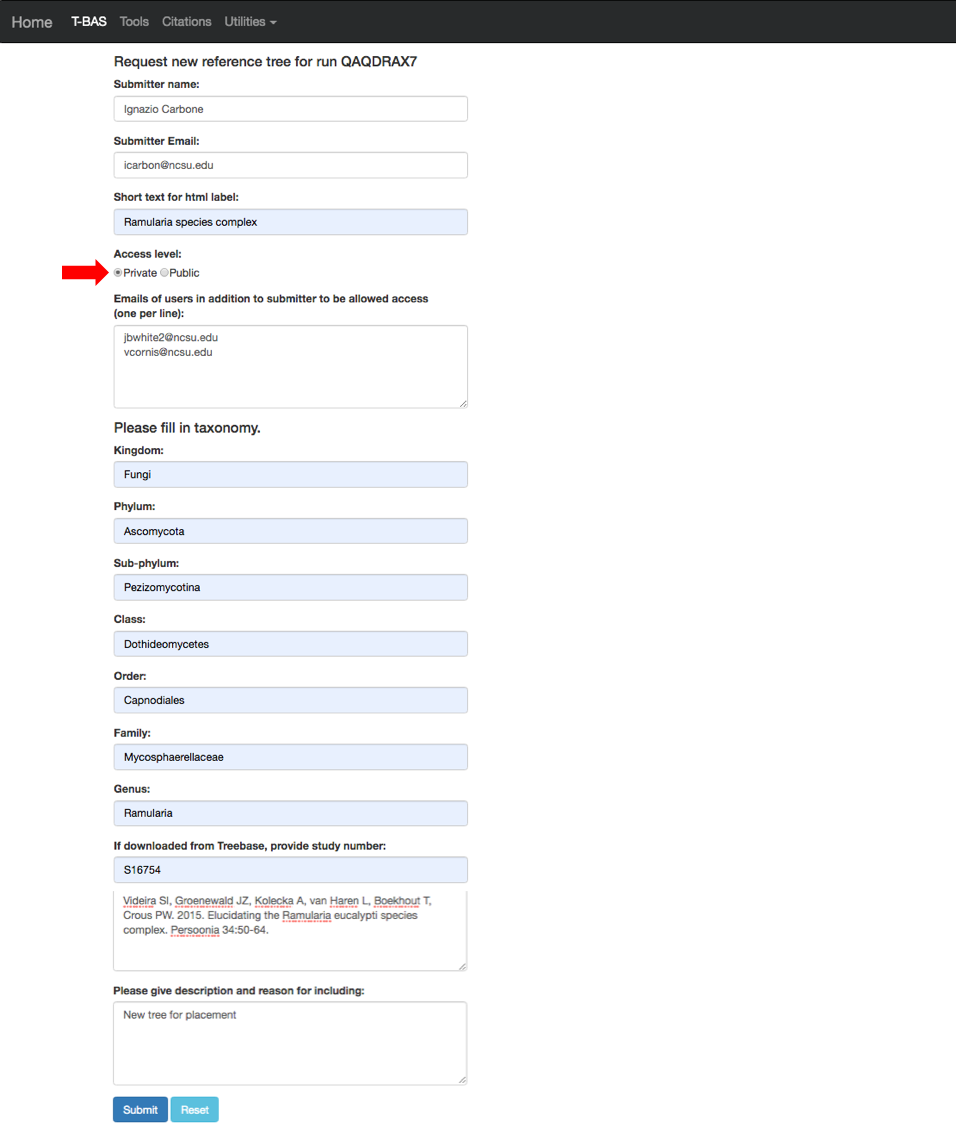 Home T-BAS Tools Citations Utilities
Request new reference tree for run QAQDRAX7
Submitter name:
Ignazio Carbone
Submitter Email:
icarbon@ncsu.edu
Short text for html label:
Ramularia species complex
Access level:
Private Public
Emails of users in addition to submitter to be allowed access
(one per line):
jbwhite2@ncsu.edu
vcornis@ncsu.edu
Please fill in taxonomy.
Kingdom:
Fungi
Phylum:
Ascomycota
Sub-phylum:
Pezizomycotina
Class:
Dothideomycetes
Order:
Capnodiales
Family:
Mycosphaerellaceae
Genus:
Ramularia
If downloaded from Treebase, provide study number:
S16754
Videira SI, Groenewald JZ, Kolecka A, van Haren L, Boekhout T,
Crous PW. 2015. Elucidating the Ramularia eucalypti species
complex. Persoonia 34:50-64.
Please give description and reason for including:
New tree for placement
Submit Reset